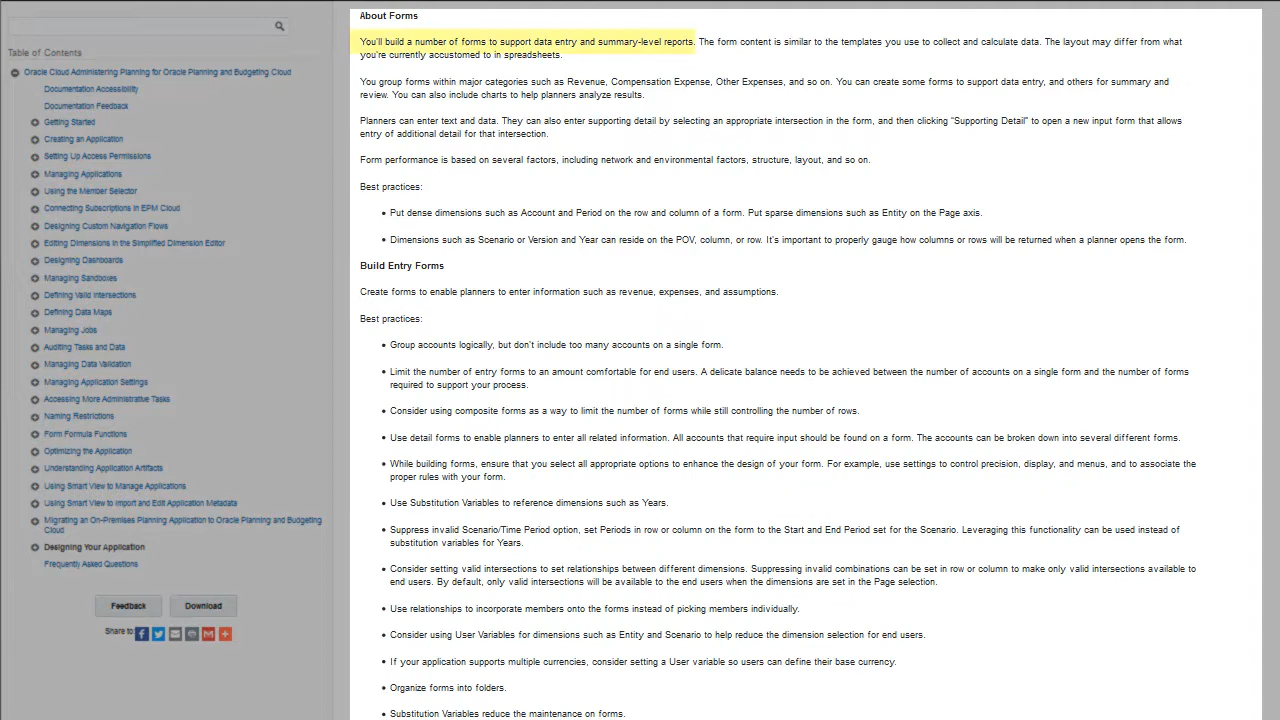 Table of Contents
Oracle Cloud Administering Planning for Oracle Planning and Budgeting Cloud
Documentation Accessibility
Documentation Feedback
Getting Started
Creating an Application
Setting Up Access Permissions
Managing Applications
Using the Member Selector
Connecting Subscriptions in EPM Cloud
Designing Custom Navigation Flows
Editing Dimensions in the Simplified Dimension Editor
Designing Dashboards
Managing Sandboxes
Defining Valid Intersections
Defining Data Maps
Managing Jobs
Auditing Tasks and Data
Managing Data Validation
Managing Application Settings
Accessing More Administrative Tasks
Naming Restrictions
Form Formula Functions
Optimizing the Application
Understanding Application Artifacts
Using Smart View to Manage Applications
Using Smart View to Import and Edit Application Metadata
Migrating an On-Premises Planning Application to Oracle Planning and Budgeting
Cloud
Designing Your Application
Frequently Asked Questions
Feedback Download
Share to
About Forms
You'll build a number of forms to support data entry and summary-level reports. The form content is similar to the templates you use to collect and calculate data. The layout may differ from what
you're currently accustomed to in spreadsheets.
You group forms within major categories such as Revenue, Compensation Expense, Other Expenses, and so on. You can create some forms to support data entry, and others for summary and
review. You can also include charts to help planners analyze results.
Planners can enter text and data. They can also enter supporting detail by selecting an appropriate intersection in the form, and then clicking "Supporting Detail" to open a new input form that allows
entry of additional detail for that intersection.
Form performance is based on several factors, including network and environmental factors, structure, layout, and so on.
Best practices:
• Put dense dimensions such as Account and Period on the row and column of a form. Put sparse dimensions such as Entity on the Page axis.
• Dimensions such as Scenario or Version and Year can reside on the POV, column, or row. It's important to properly gauge how columns or rows will be returned when a planner opens the form.
Build Entry Forms
Create forms to enable planners to enter information such as revenue, expenses, and assumptions.
Best practices:
• Group accounts logically, but don't include too many accounts on a single form.
• Limit the number of entry forms to an amount comfortable for end users. A delicate balance needs to be achieved between the number of accounts on a single form and the number of forms
required to support your process.
• Consider using composite forms as a way to limit the number of forms while still controlling the number of rows.
• Use detail forms to enable planners to enter all related information. All accounts that require input should be found on a form. The accounts can be broken down into several different forms.
• While building forms, ensure that you select all appropriate options to enhance the design of your form. For example, use settings to control precision, display, and menus, and to associate the
proper rules with your form.
• Use Substitution Variables to reference dimensions such as Years.
• Suppress invalid Scenario/Time Period option, set Periods in row or column on the form to the Start and End Period set for the Scenario. Leveraging this functionality can be used instead of
substitution variables for Years.
• Consider setting valid intersections to set relationships between different dimensions. Suppressing invalid combinations can be set in row or column to make only valid intersections available to
end users. By default, only valid intersections will be available to the end users when the dimensions are set in the Page selection.
• Use relationships to incorporate members onto the forms instead of picking members individually.
• Consider using User Variables for dimensions such as Entity and Scenario to help reduce the dimension selection for end users.
• If your application supports multiple currencies, consider setting a User variable so users can define their base currency.
• Organize forms into folders.
• Substitution Variables reduce the maintenance on forms.